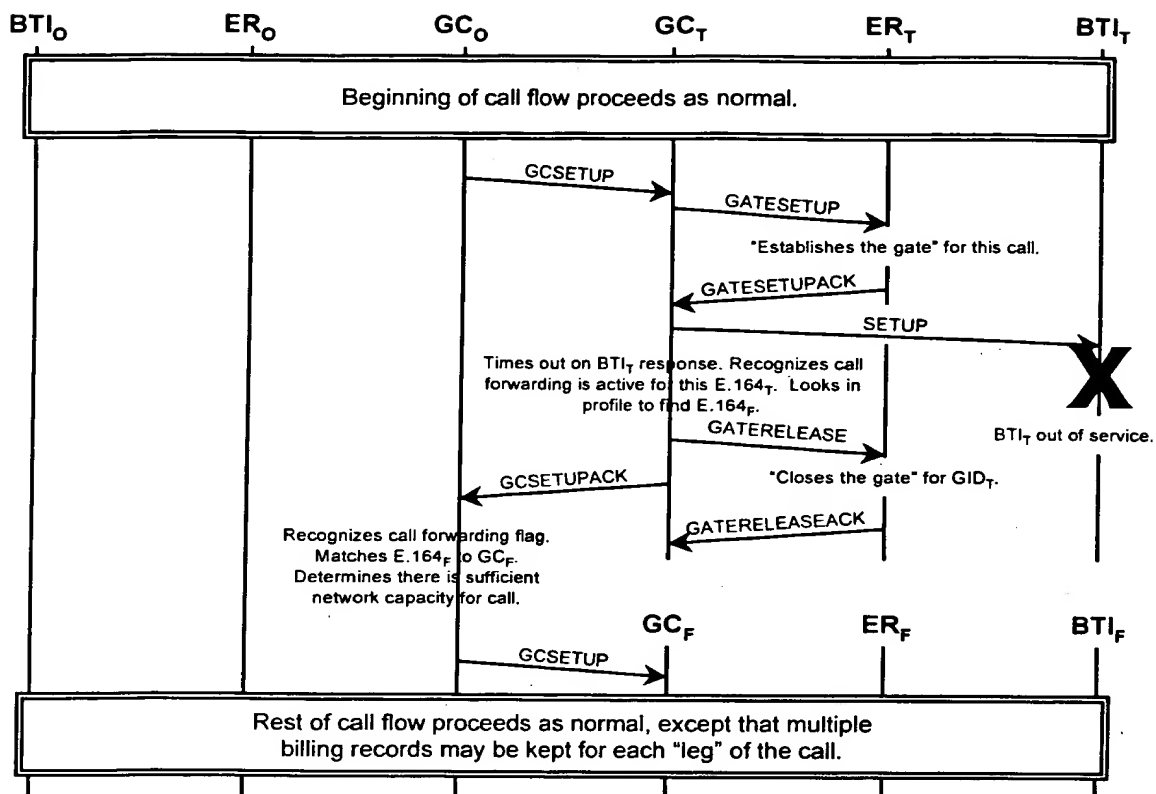 BTI_O ER_O GC_O GC_T ER_T BTI_T
Beginning of call flow proceeds as normal.
GCSETUP
GATESETUP
"Establishes the gate" for this call.
GATESETUPACK
SETUP
Times out on BTI_T response. Recognizes call
forwarding is active for this E.164_T. Looks in
profile to find E.164_F.
X
BTI_T out of service.
GATERELEASE
"Closes the gate" for GID_T.
GCSETUPACK
GATERELEASEACK
Recognizes call forwarding flag.
Matches E.164_F to GC_F.
Determines there is sufficient
network capacity for call.
GC_F ER_F BTI_F
GCSETUP
Rest of call flow proceeds as normal, except that multiple
billing records may be kept for each "leg" of the call.